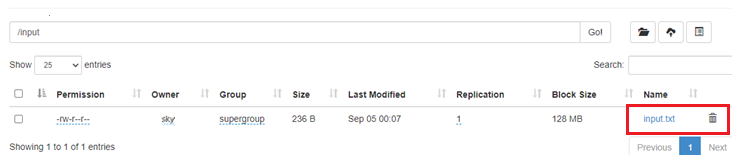 /input Go!
Show 25 entries Search:
Permission Owner Group Size Last Modified Replication Block Size Name
-rw-r--r-- sky supergroup 236 B Sep 05 00:07 1 128 MB input.txt
Showing 1 to 1 of 1 entries Previous 1 Next